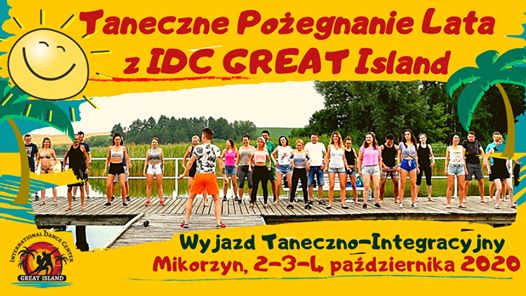 Taneczne Pożegnanie Lata
z IDC GREAT Island
Wyjazd Taneczno-Integracyjny
Mikorzyn, 2-3-4, października 2020
INTERNATIONAL DANCE CENTER
GREAT ISLAND